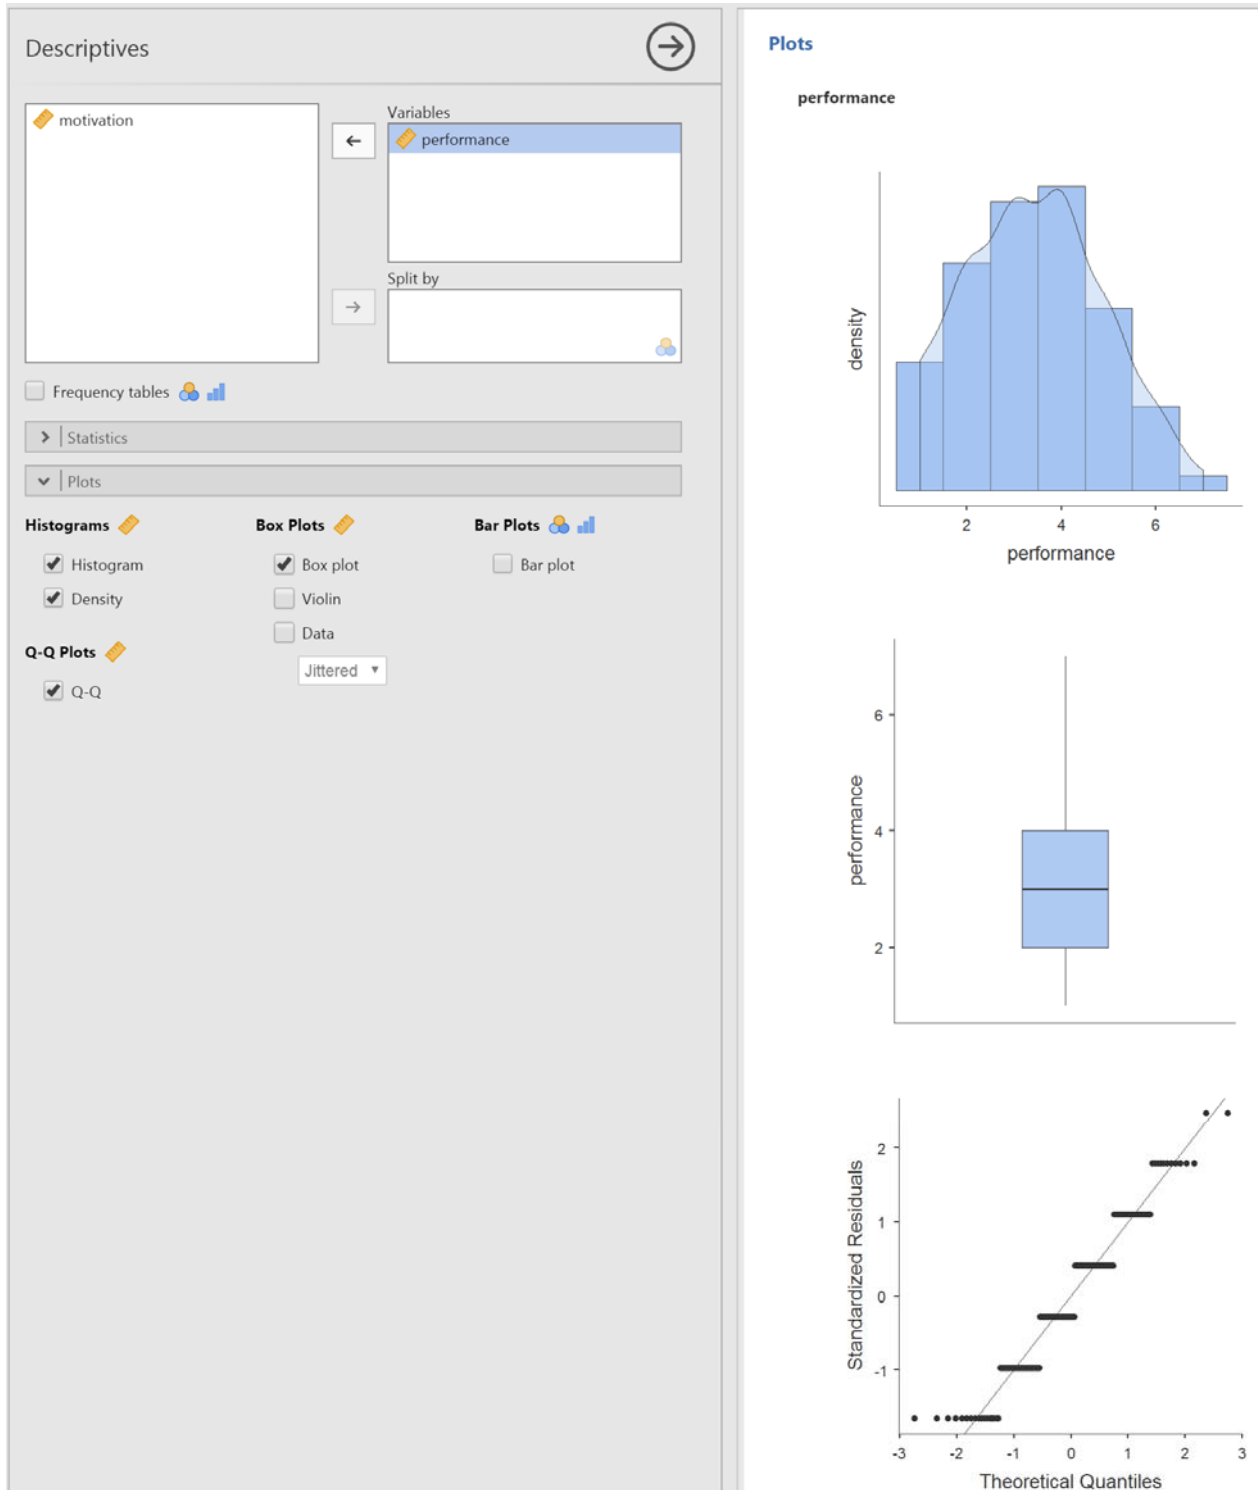 Descriptives
motivation
Variables
performance
Split by
Frequency tables
Statistics
Plots
Histograms
Histogram
Density
Q-Q Plots
Q-Q
Box Plots
Box plot
Violin
Data
Jittered
Bar Plots
Bar plot
Plots
performance
density
2 4 6
performance
performance
6
4
2
Standardized Residuals
2
1
0
-1
-3 -2 -1 0 1 2 3
Theoretical Quantiles